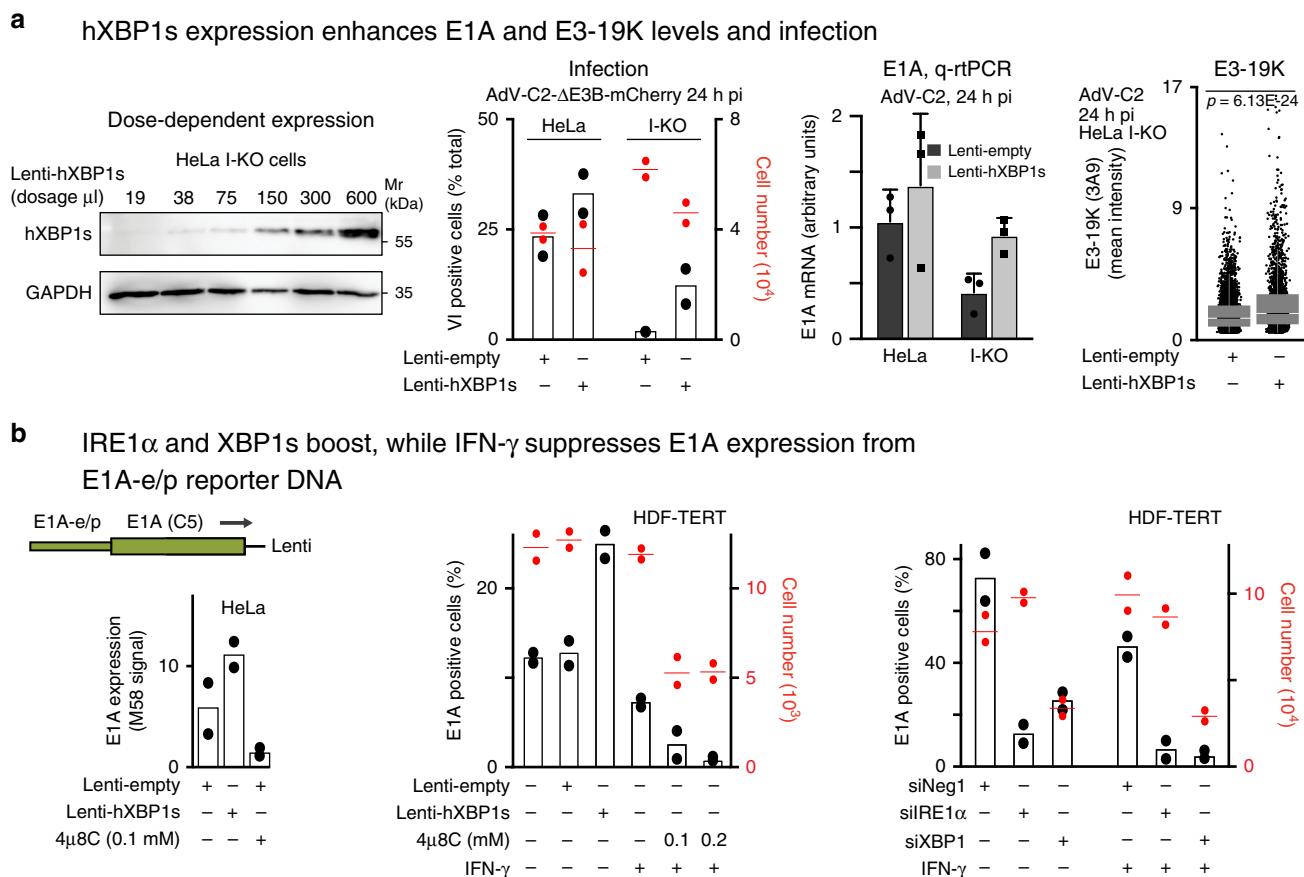 a
hXBP1s expression enhances E1A and E3-19K levels and infection
Dose-dependent expression
HeLa I-KO cells
Lenti-hXBP1s
(dosage μl) 19 38 75 150 300 600
Mr
(kDa)
hXBP1s
55
GAPDH
35
Infection
AdV-C2-ΔE3B-mCherry 24 h pi
HeLa I-KO
VI positive cells (% total)
50
25
0
8
4
0
Cell number (10⁴)
Lenti-empty + – + –
Lenti-hXBP1s – + – +
E1A, q-rtPCR
AdV-C2, 24 h pi
E1A mRNA (arbitrary units)
2
1
0
Lenti-empty
Lenti-hXBP1s
HeLa I-KO
E3-19K
AdV-C2
24 h pi
HeLa I-KO
p = 6.13E-24
E3-19K (3A9)
(mean intensity)
17
9
0
Lenti-empty + –
Lenti-hXBP1s – +
b
IRE1α and XBP1s boost, while IFN-γ suppresses E1A expression from
E1A-e/p reporter DNA
E1A-e/p E1A (C5)
Lenti
HeLa
E1A expression
(M58 signal)
10
0
Lenti-empty + – +
Lenti-hXBP1s – + –
4μ8C (0.1 mM) – – +
HDF-TERT
E1A positive cells (%)
20
0
10
5
0
Cell number (10³)
Lenti-empty – + – – – –
Lenti-hXBP1s – – + – – –
4μ8C (mM) – – – – 0.1 0.2
IFN-γ – – – + + +
HDF-TERT
E1A positive cells (%)
80
40
0
10
0
Cell number (10⁴)
siNeg1 + – – + – –
siIRE1α – + – – + –
siXBP1 – – + – – +
IFN-γ – – – + + +